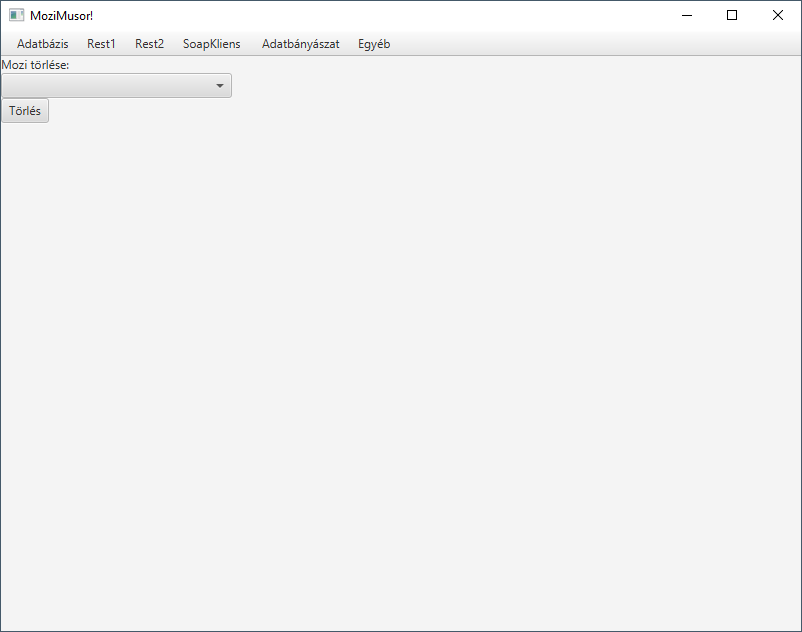 MoziMusor!
Adatbázis Rest1 Rest2 SoapKliens Adatbányászat Egyéb
Mozi törlése:
Törlés